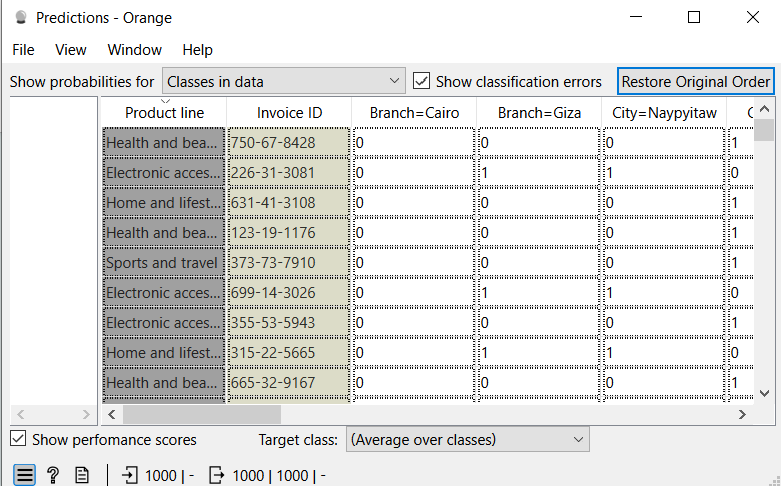 Predictions - Orange
File View Window Help
Show probabilities for Classes in data Show classification errors Restore Original Order
Product line Invoice ID Branch=Cairo Branch=Giza City=Naypyitaw C
Health and bea... 750-67-8428 0 0 0 1
Electronic acces... 226-31-3081 0 1 1 0
Home and lifest... 631-41-3108 0 0 0 1
Health and bea... 123-19-1176 0 0 0 1
Sports and travel 373-73-7910 0 0 0 1
Electronic acces... 699-14-3026 0 1 1 0
Electronic acces... 355-53-5943 0 0 0 1
Home and lifest... 315-22-5665 0 1 1 0
Health and bea... 665-32-9167 0 0 0 1
Show perfomance scores Target class: (Average over classes)
1000 | - 1000 | 1000 | -